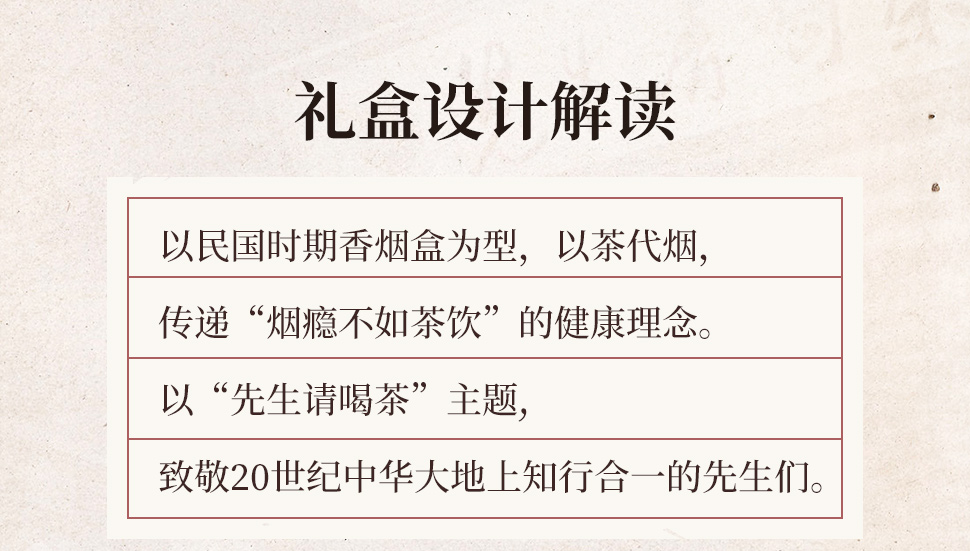 礼盒设计解读
以民国时期香烟盒为型，以茶代烟，
传递“烟瘾不如茶饮”的健康理念。
以“先生请喝茶”主题，
致敬20世纪中华大地上知行合一的先生们。